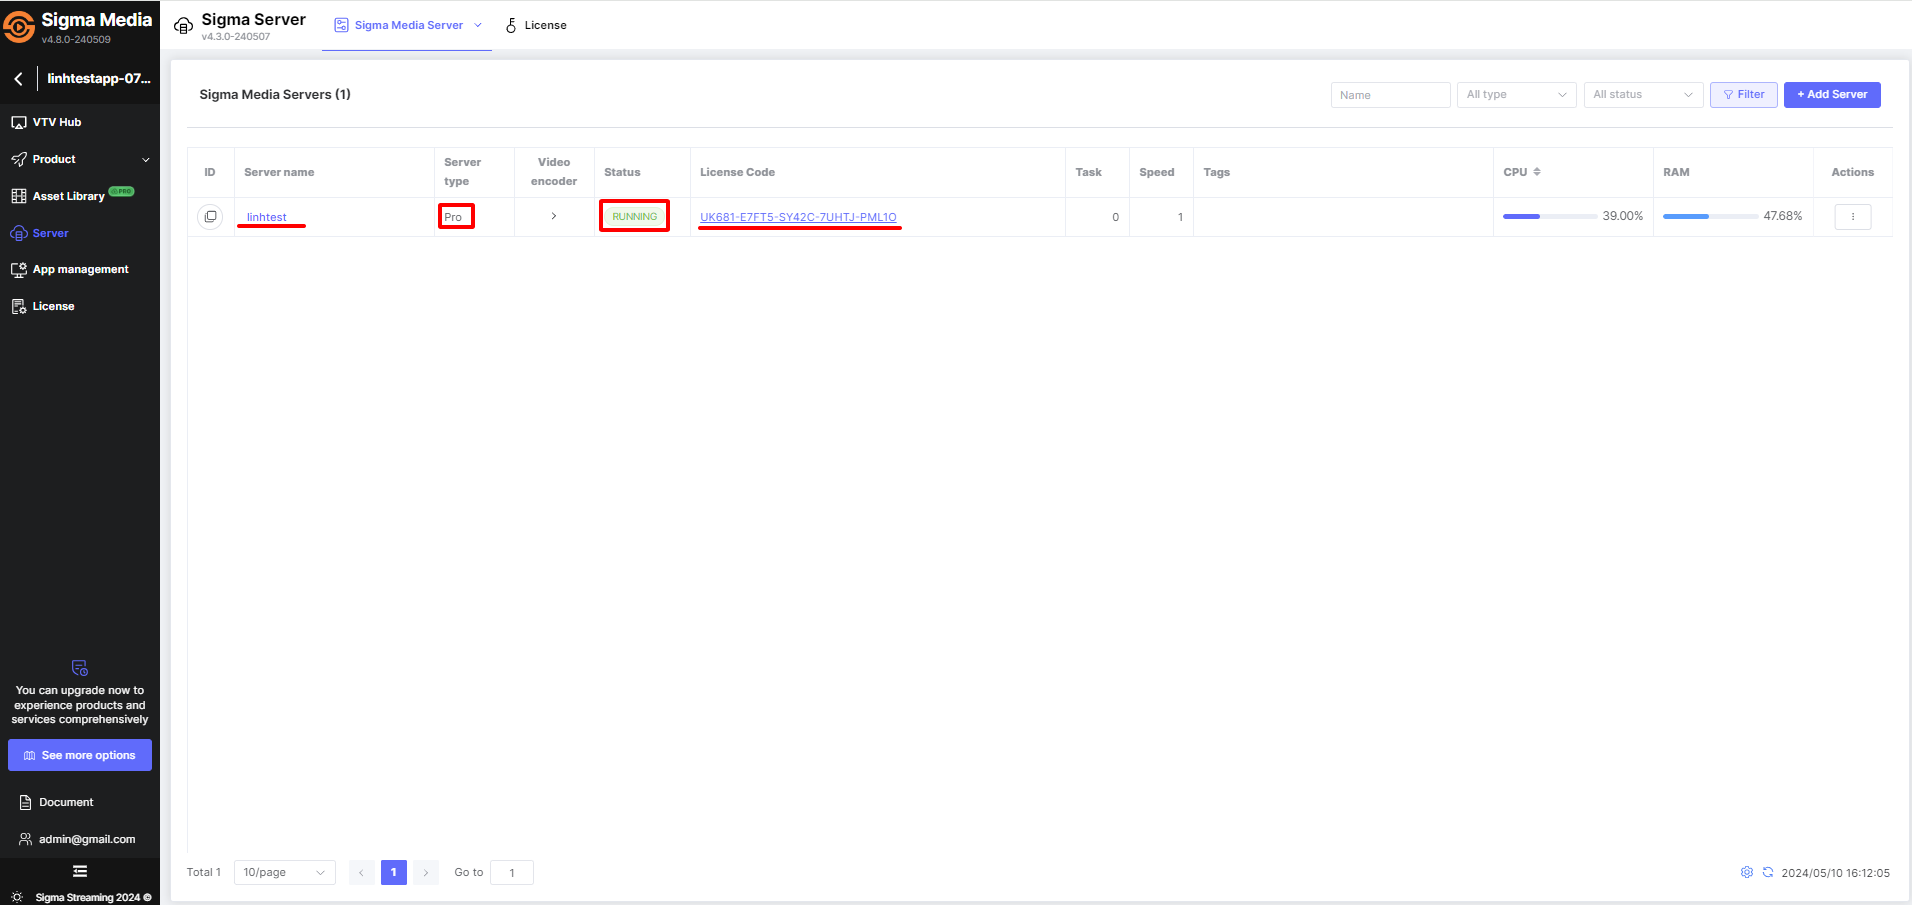 Sigma Media
v4.8.0-240509
linhtestapp-07...
VTV Hub
Product
Asset Library PRO
Server
App management
License
You can upgrade now to
experience products and
services comprehensively
See more options
Document
admin@gmail.com
Sigma Streaming 2024 ©
Sigma Server
v4.3.0-240507
Sigma Media Server
License
Sigma Media Servers (1)
Name
All type
All status
Filter
+ Add Server
ID
Server name
Server
type
Video
encoder
Status
License Code
Task
Speed
Tags
CPU
RAM
Actions
linhtest
Pro
RUNNING
UK681-E7FT5-SY42C-7UHTJ-PML1O
0
1
39.00%
47.68%
Total 1
10/page
1
Go to
1
2024/05/10 16:12:05